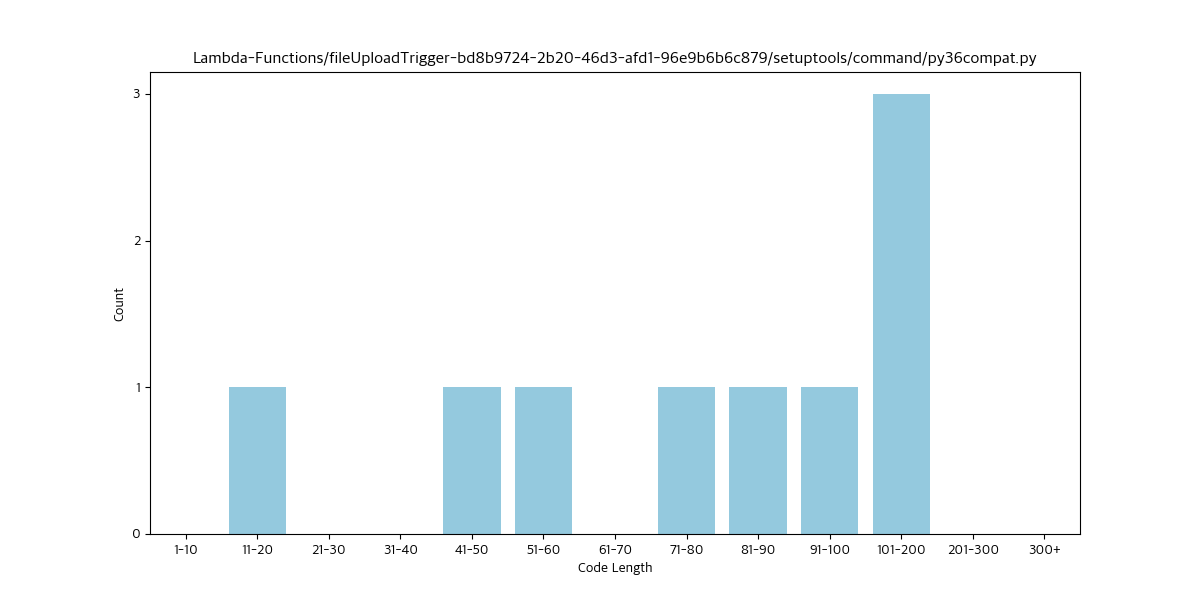 Lambda-Functions/fileUploadTrigger-bd8b9724-2b20-46d3-afd1-96e9b6b6c879/setuptools/command/py36compat.py
3
2
1
0
Count
1-10 11-20 21-30 31-40 41-50 51-60 61-70 71-80 81-90 91-100 101-200 201-300 300+
Code Length